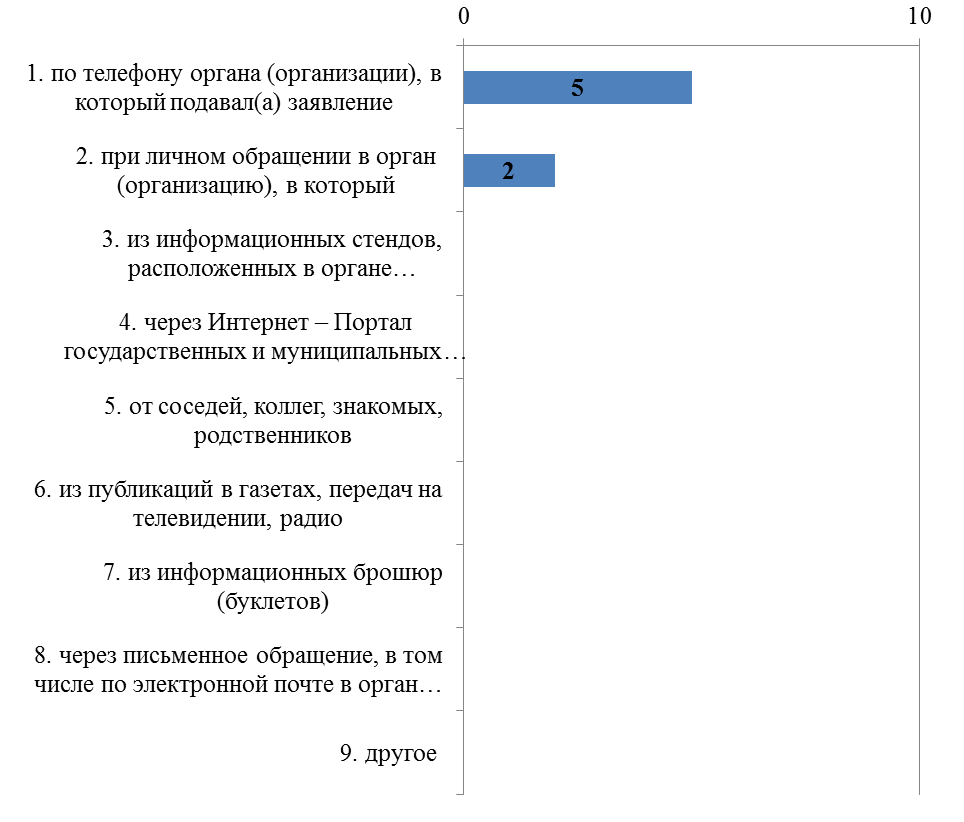 0 10
1. по телефону органа (организации), в
который подавал(а) заявление
5
2. при личном обращении в орган
(организацию), в который
2
3. из информационных стендов,
расположенных в органе…
4. через Интернет – Портал
государственных и муниципальных…
5. от соседей, коллег, знакомых,
родственников
6. из публикаций в газетах, передач на
телевидении, радио
7. из информационных брошюр
(буклетов)
8. через письменное обращение, в том
числе по электронной почте в орган…
9. другое